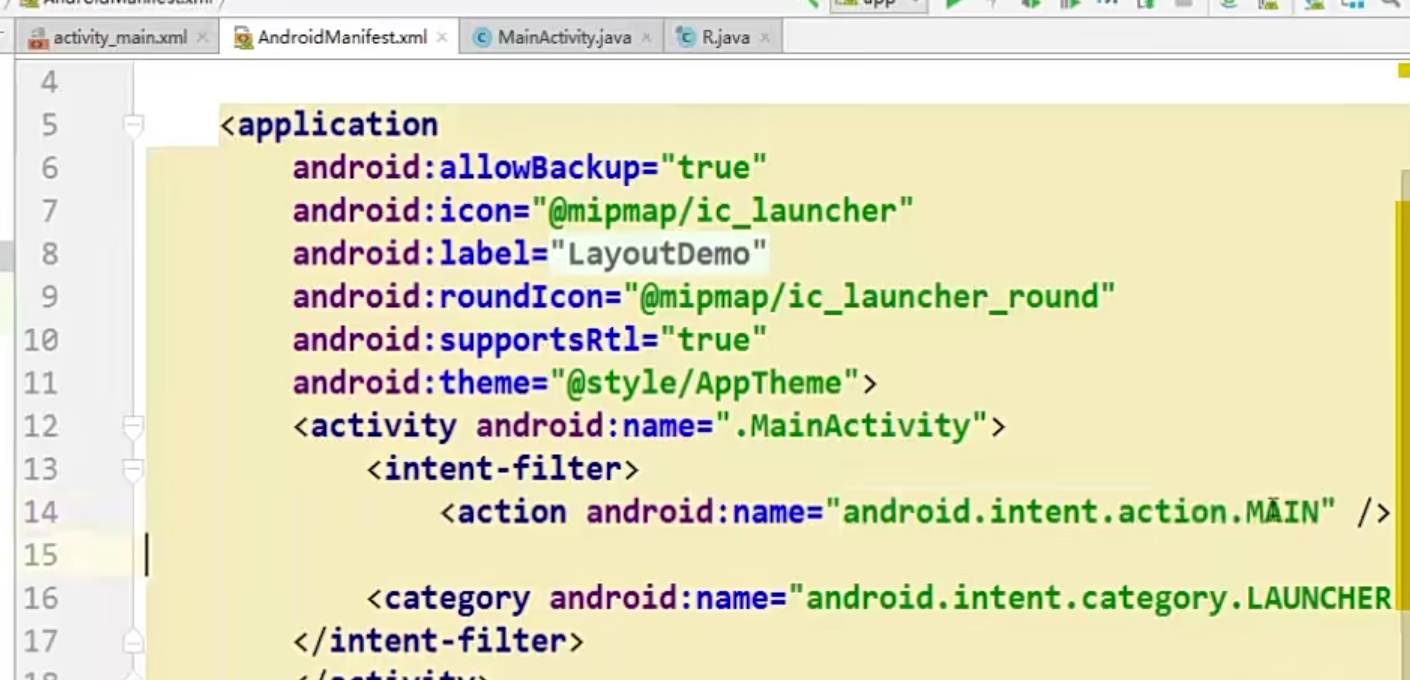 AndroidManifest.xml
app
activity_main.xml
AndroidManifest.xml
MainActivity.java
R.java
4
5 <application
6 android:allowBackup="true"
7 android:icon="@mipmap/ic_launcher"
8 android:label="LayoutDemo"
9 android:roundIcon="@mipmap/ic_launcher_round"
10 android:supportsRtl="true"
11 android:theme="@style/AppTheme">
12 <activity android:name=".MainActivity">
13 <intent-filter>
14 <action android:name="android.intent.action.MAIN" />
15
16 <category android:name="android.intent.category.LAUNCHER
17 </intent-filter>
18 </activity>